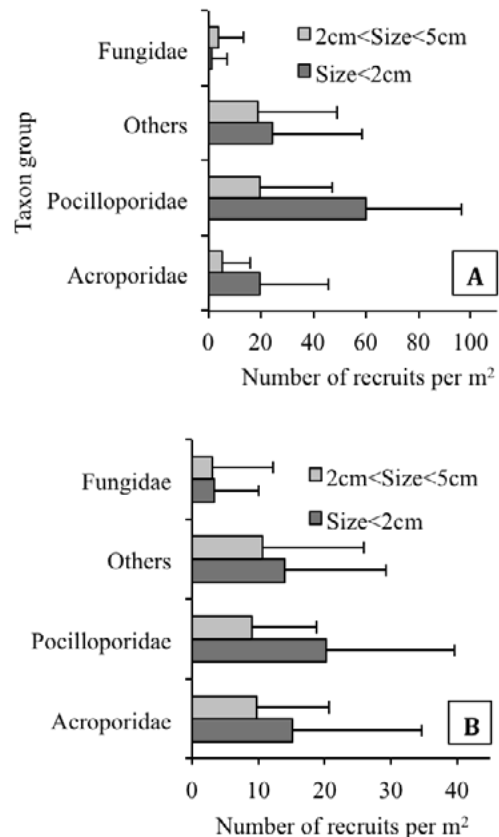 Fungidae
2cm<Size<5cm
Size<2cm
Others
Pocilloporidae
Acroporidae
Taxon group
A
0 20 40 60 80 100
Number of recruits per m²
Fungidae
2cm<Size<5cm
Size<2cm
Others
Pocilloporidae
Acroporidae
B
0 10 20 30 40
Number of recruits per m²